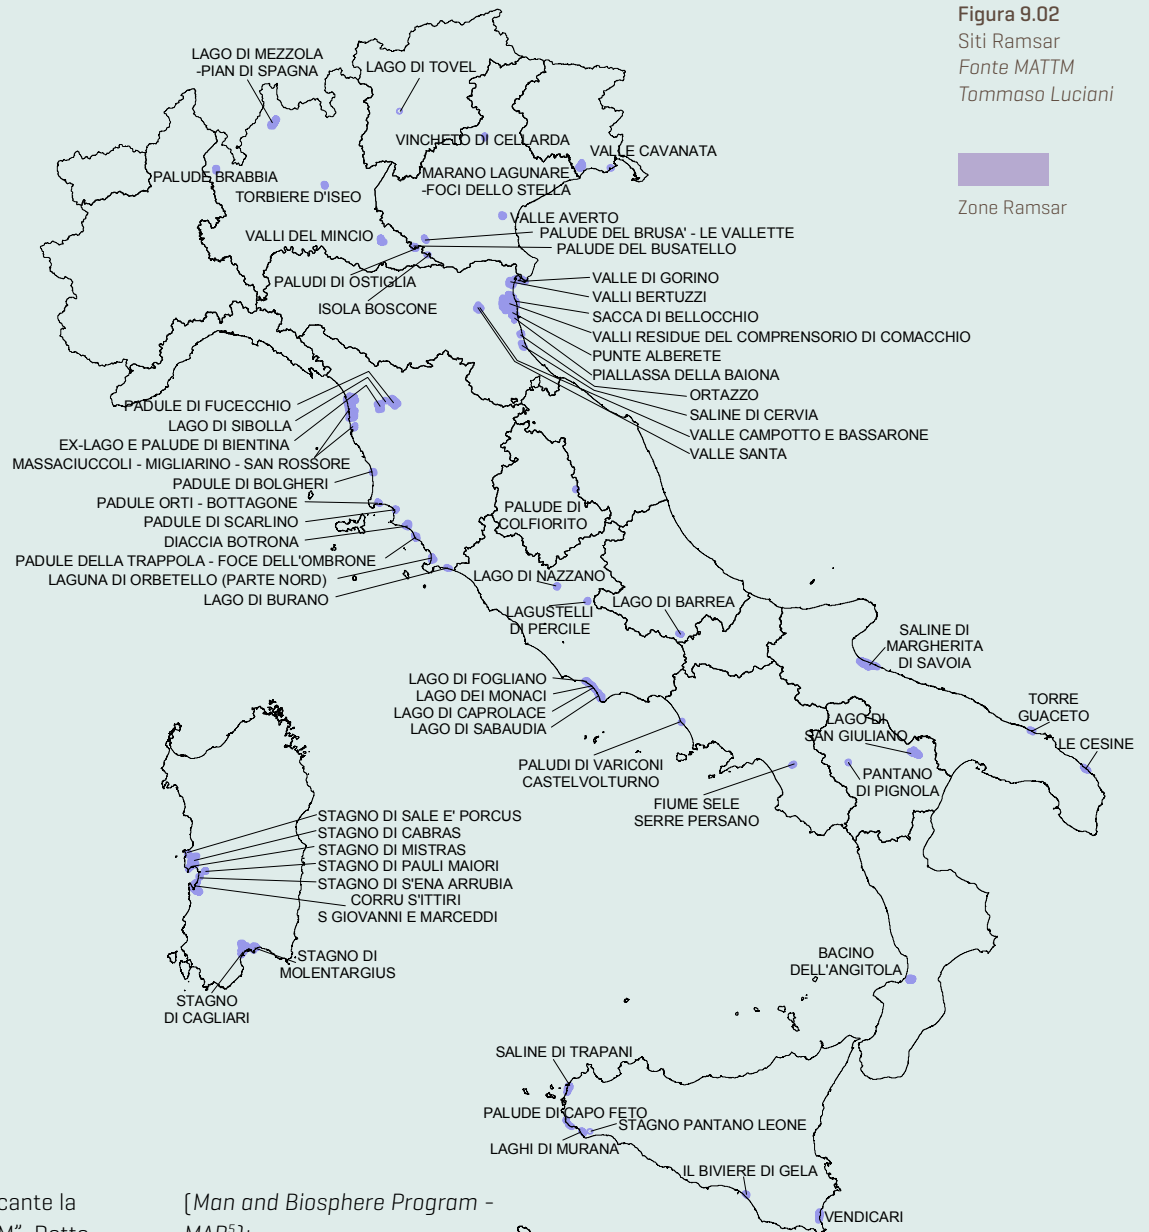 Figura 9.02
Siti Ramsar
Fonte MATTM
Tommaso Luciani
Zone Ramsar
LAGO DI MEZZOLA
-PIAN DI SPAGNA
LAGO DI TOVEL
VINCHETO DI CELLARDA
VALLE CAVANATA
PALUDE BRABBIA
MARANO LAGUNARE
-FOCI DELLO STELLA
TORBIERE D'ISEO
VALLE AVERTO
VALLI DEL MINCIO
PALUDE DEL BRUSA' - LE VALLETTE
PALUDE DEL BUSATELLO
PALUDI DI OSTIGLIA
ISOLA BOSCONE
VALLE DI GORINO
VALLI BERTUZZI
SACCA DI BELLOCCHIO
VALLI RESIDUE DEL COMPRENSORIO DI COMACCHIO
PUNTE ALBERETE
PIALLASSA DELLA BAIONA
ORTAZZO
SALINE DI CERVIA
VALLE CAMPOTTO E BASSARONE
VALLE SANTA
PADULE DI FUCECCHIO
LAGO DI SIBOLLA
EX-LAGO E PALUDE DI BIENTINA
MASSACIUCCOLI - MIGLIARINO - SAN ROSSORE
PADULE DI BOLGHERI
PADULE ORTI - BOTTAGONE
PADULE DI SCARLINO
DIACCIA BOTRONA
PADULE DELLA TRAPPOLA - FOCE DELL'OMBRONE
LAGUNA DI ORBETELLO (PARTE NORD)
LAGO DI BURANO
PALUDE DI
COLFIORITO
LAGO DI NAZZANO
LAGUSTELLI
DI PERCILE
LAGO DI BARREA
SALINE DI
MARGHERITA
DI SAVOIA
LAGO DI FOGLIANO
LAGO DEI MONACI
LAGO DI CAPROLACE
LAGO DI SABAUDIA
TORRE
GUACETO
LE CESINE
LAGO DI
SAN GIULIANO
PALUDI DI VARICONI
CASTELVOLTURNO
PANTANO
DI PIGNOLA
FIUME SELE
SERRE PERSANO
STAGNO DI SALE E' PORCUS
STAGNO DI CABRAS
STAGNO DI MISTRAS
STAGNO DI PAULI MAIORI
STAGNO DI S'ENA ARRUBIA
CORRU S'ITTIRI
S GIOVANNI E MARCEDDI
STAGNO DI
MOLENTARGIUS
STAGNO
DI CAGLIARI
BACINO
DELL'ANGITOLA
SALINE DI TRAPANI
PALUDE DI CAPO FETO
STAGNO PANTANO LEONE
LAGHI DI MURANA
IL BIVIERE DI GELA
VENDICARI
cante la
(Man and Biosphere Program -